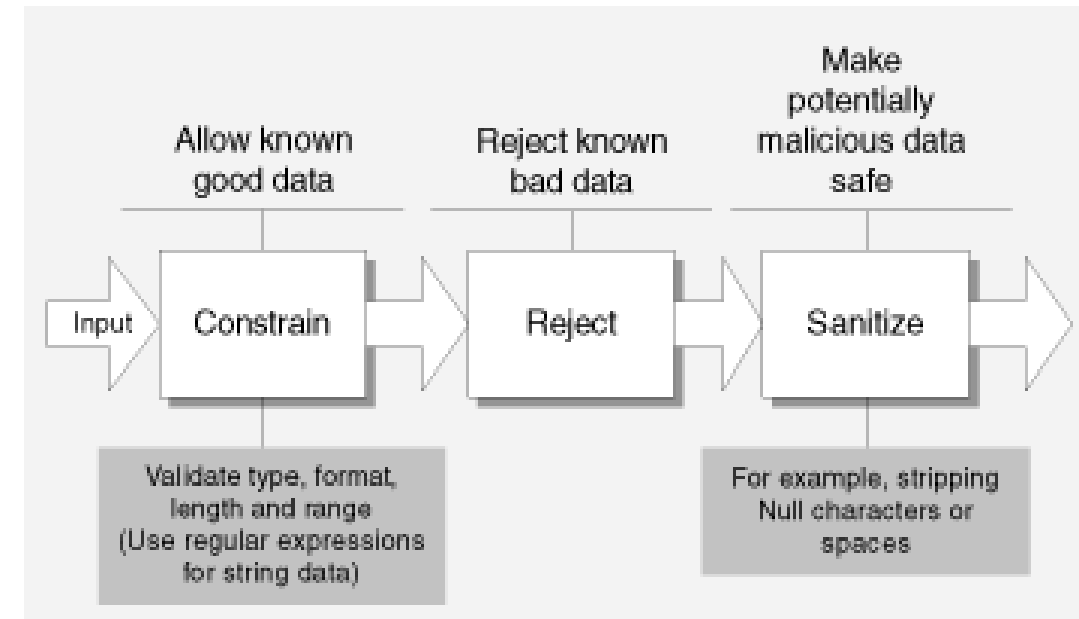 Allow known
good data
Reject known
bad data
Make
potentially
malicious data
safe
Input
Constrain
Reject
Sanitize
Validate type, format,
length and range
(Use regular expressions
for string data)
For example, stripping
Null characters or
spaces